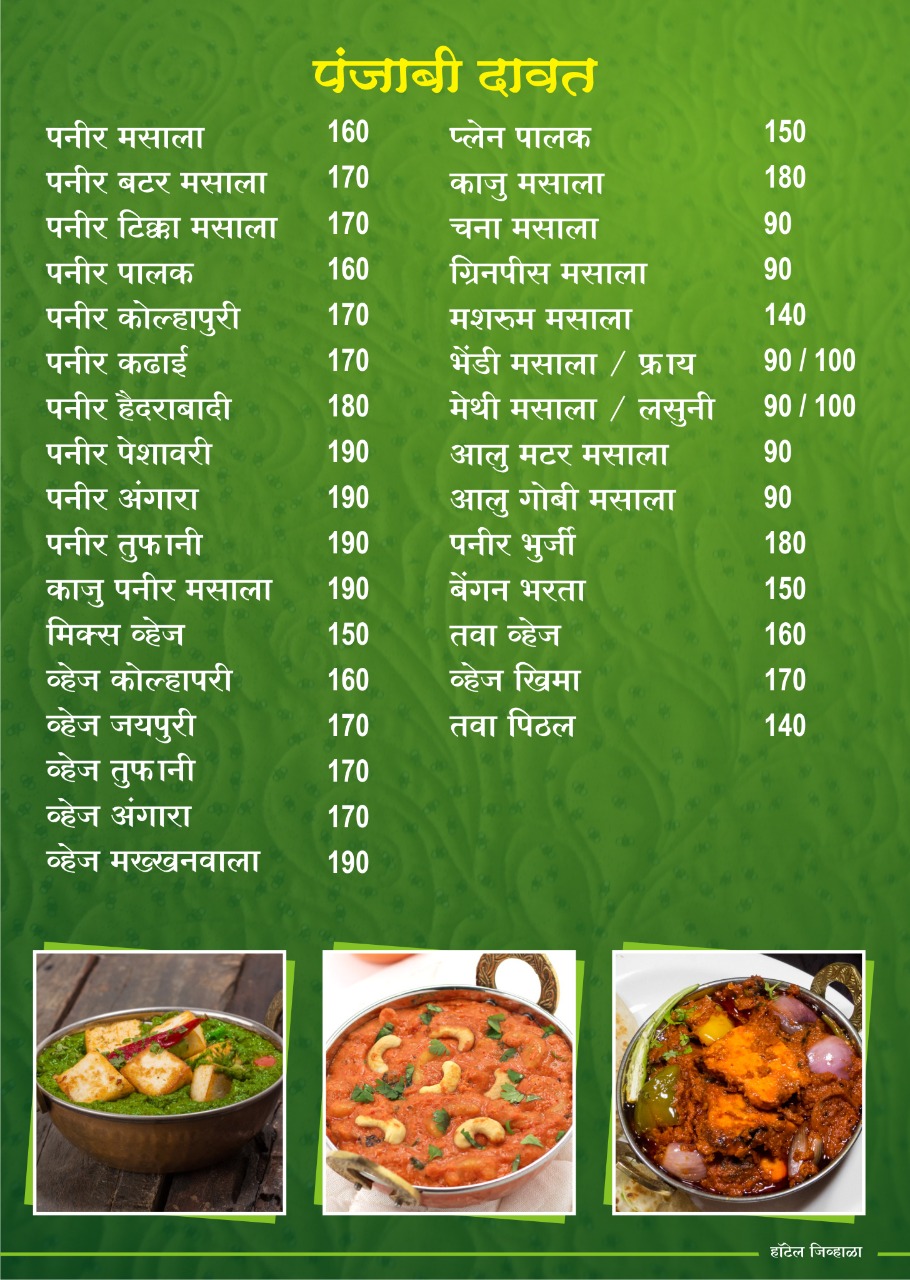 पंजाबी दावत
पनीर मसाला 160
पनीर बटर मसाला 170
पनीर टिक्का मसाला 170
पनीर पालक 160
पनीर कोल्हापुरी 170
पनीर कढाई 170
पनीर हैदराबादी 180
पनीर पेशावरी 190
पनीर अंगारा 190
पनीर तुफानी 190
काजु पनीर मसाला 190
मिक्स व्हेज 150
व्हेज कोल्हापरी 160
व्हेज जयपुरी 170
व्हेज तुफानी 170
व्हेज अंगारा 170
व्हेज मख्खनवाला 190
प्लेन पालक 150
काजु मसाला 180
चना मसाला 90
ग्रिनपीस मसाला 90
मशरुम मसाला 140
भेंडी मसाला / फ्राय 90 / 100
मेथी मसाला / लसुनी 90 / 100
आलु मटर मसाला 90
आलु गोबी मसाला 90
पनीर भुर्जी 180
बेंगन भरता 150
तवा व्हेज 160
व्हेज खिमा 170
तवा पिठल 140
हॉटेल जिव्हाळा